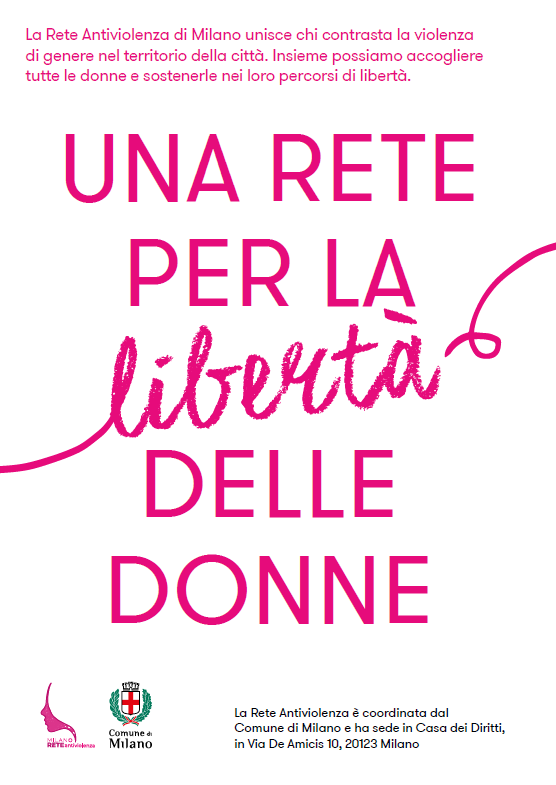 La Rete Antiviolenza di Milano unisce chi contrasta la violenza
di genere nel territorio della città. Insieme possiamo accogliere
tutte le donne e sostenerle nei loro percorsi di libertà.
UNA RETE
PER LA
libertà
DELLE
DONNE
MILANO
RETEantiviolenza
Comune di
Milano
La Rete Antiviolenza è coordinata dal
Comune di Milano e ha sede in Casa dei Diritti,
in Via De Amicis 10, 20123 Milano